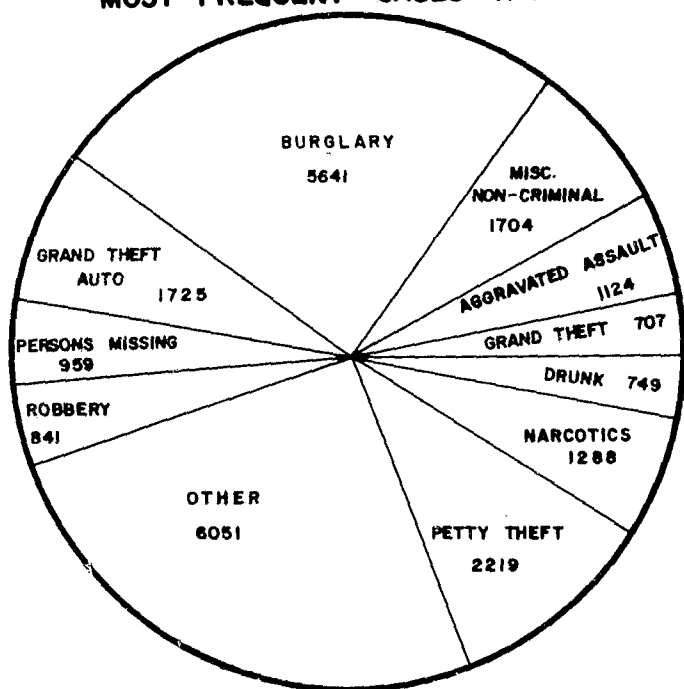 MOST FREQUENT
BURGLARY
5641
MISC.
NON-CRIMINAL
1704
AGGRAVATED ASSAULT
1124
GRAND THEFT 707
DRUNK 749
NARCOTICS
1288
PETTY THEFT
2219
OTHER
6051
ROBBERY
841
PERSONS MISSING
959
GRAND THEFT
AUTO 1725